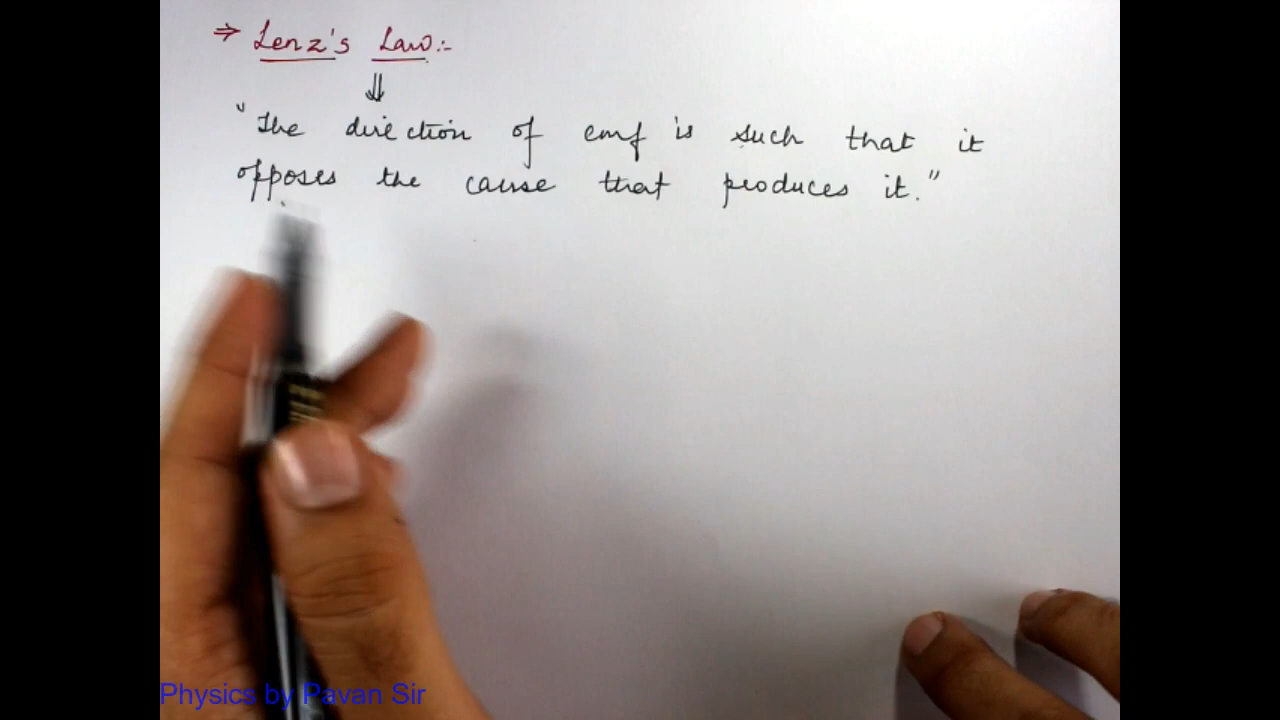 ⇒ Lenz's Law:-
⇓
"The direction of emf is such that it
opposes the cause that produces it."
Physics by Pavan Sir